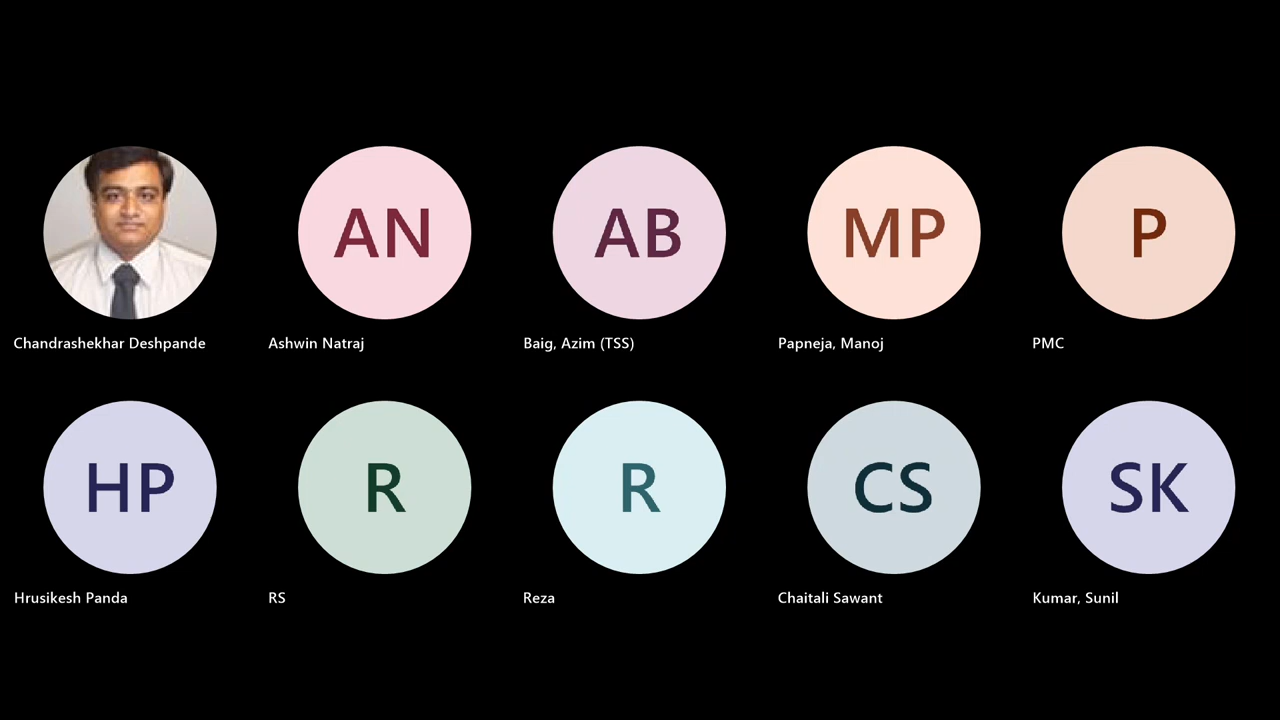 AN
AB
MP
P
Chandrashekhar Deshpande
Ashwin Natraj
Baig, Azim (TSS)
Papneja, Manoj
PMC
HP
R
R
CS
SK
Hrusikesh Panda
RS
Reza
Chaitali Sawant
Kumar, Sunil